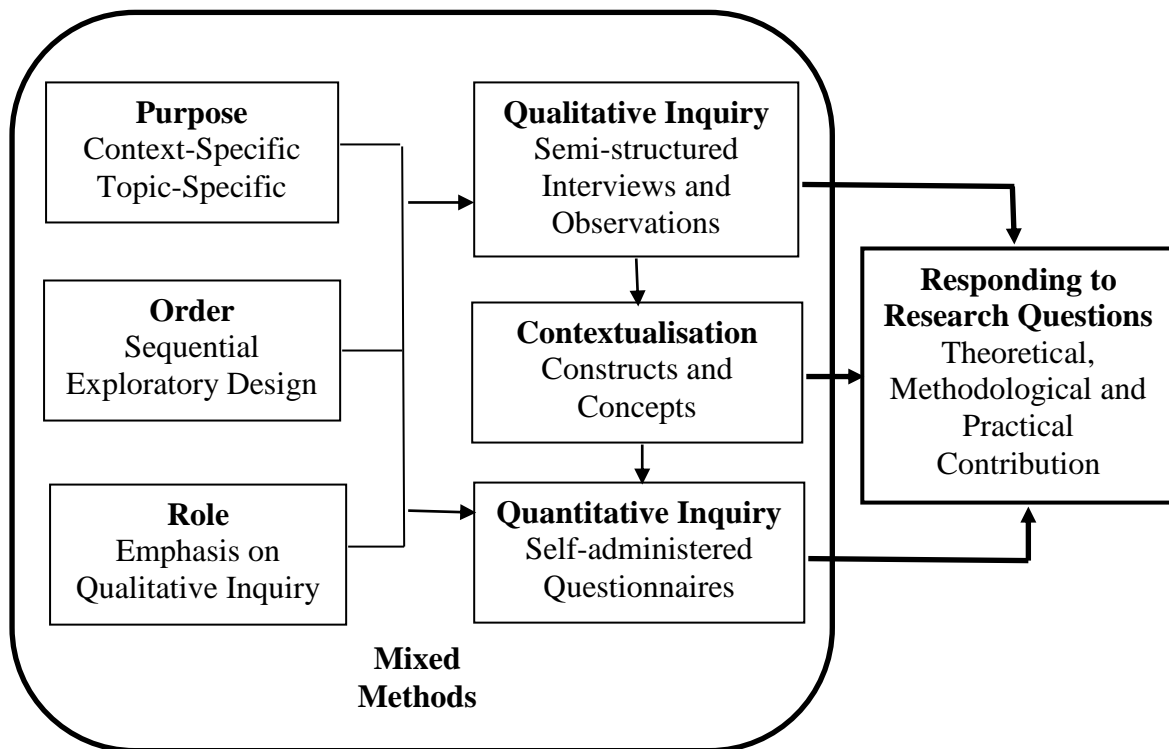 Purpose
Context-Specific
Topic-Specific
Order
Sequential
Exploratory Design
Role
Emphasis on
Qualitative Inquiry
Qualitative Inquiry
Semi-structured
Interviews and
Observations
Contextualisation
Constructs and
Concepts
Quantitative Inquiry
Self-administered
Questionnaires
Mixed
Methods
Responding to
Research Questions
Theoretical,
Methodological and
Practical
Contribution